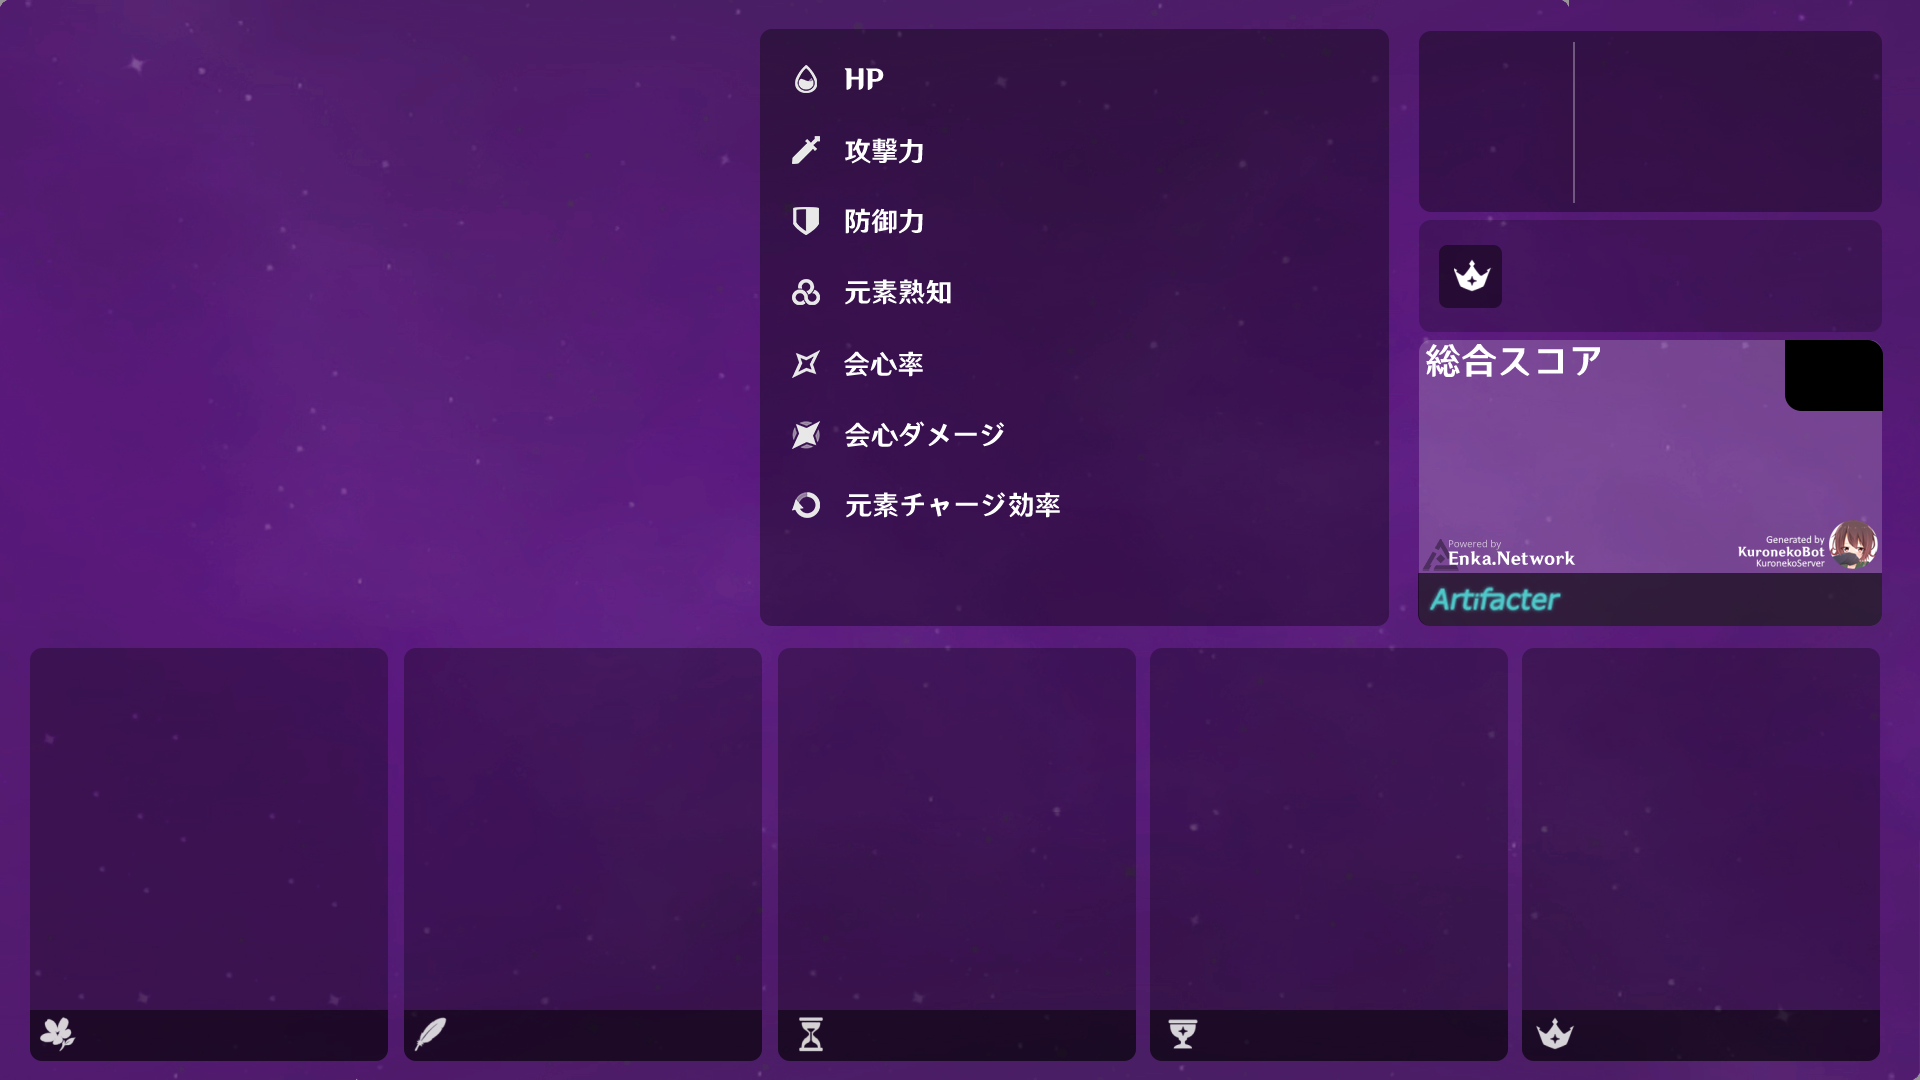 HP
攻撃力
防御力
元素熟知
会心率
会心ダメージ
元素チャージ効率
総合スコア
Powered by
Enka.Network
Generated by
KuronekoBot
KuronekoServer
Artifacter